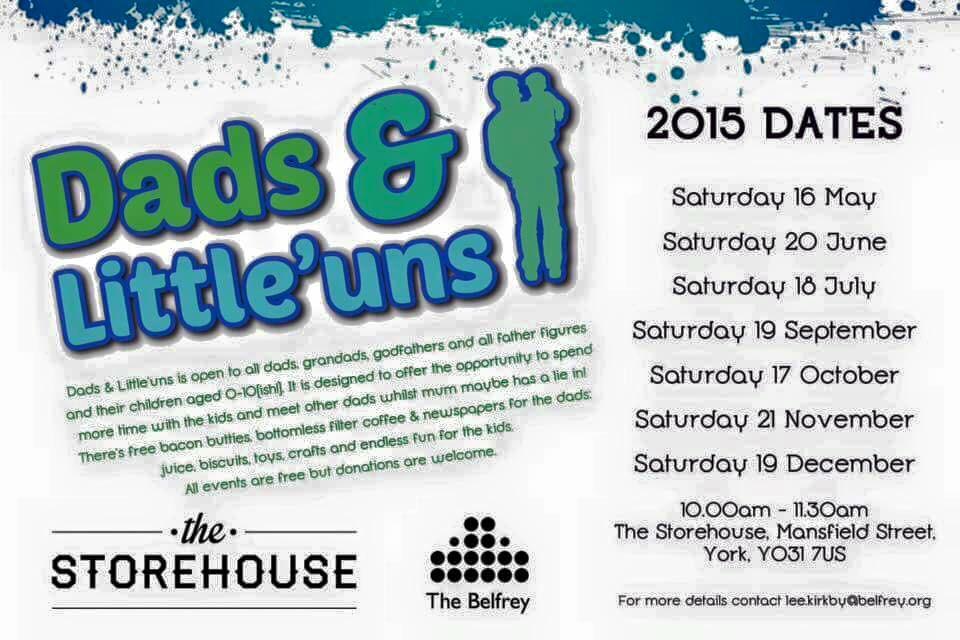 Dads &
Little'uns
Dads & Little'uns is open to all dads, grandads, godfathers and all father figures
and their children aged 0-10(ish). It is designed to offer the opportunity to spend
more time with the kids and meet other dads whilst mum maybe has a lie in!
There's free bacon butties, bottomless filter coffee & newspapers for the dads;
juice, biscuits, toys, crafts and endless fun for the kids.
All events are free but donations are welcome.
·the·
STOREHOUSE
The Belfrey
2015 DATES
Saturday 16 May
Saturday 20 June
Saturday 18 July
Saturday 19 September
Saturday 17 October
Saturday 21 November
Saturday 19 December
10.00am - 11.30am
The Storehouse, Mansfield Street,
York, YO31 7US
For more details contact lee.kirkby@belfrey.org